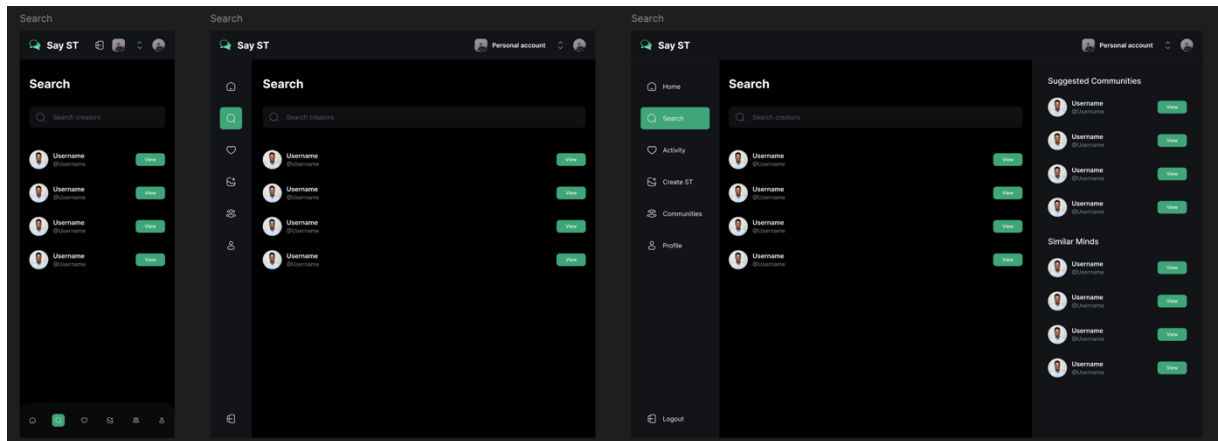 Search
Say ST
Search
Search creators
Username
@Username
View
Username
@Username
View
Username
@Username
View
Username
@Username
View
Search
Say ST
Personal account
Search
Search creators
Username
@Username
View
Username
@Username
View
Username
@Username
View
Username
@Username
View
Search
Say ST
Personal account
Home
Search
Activity
Create ST
Communities
Profile
Logout
Search
Search creators
Username
@Username
View
Username
@Username
View
Username
@Username
View
Username
@Username
View
Suggested Communities
Username
@Username
View
Username
@Username
View
Username
@Username
View
Username
@Username
View
Similar Minds
Username
@Username
View
Username
@Username
View
Username
@Username
View
Username
@Username
View